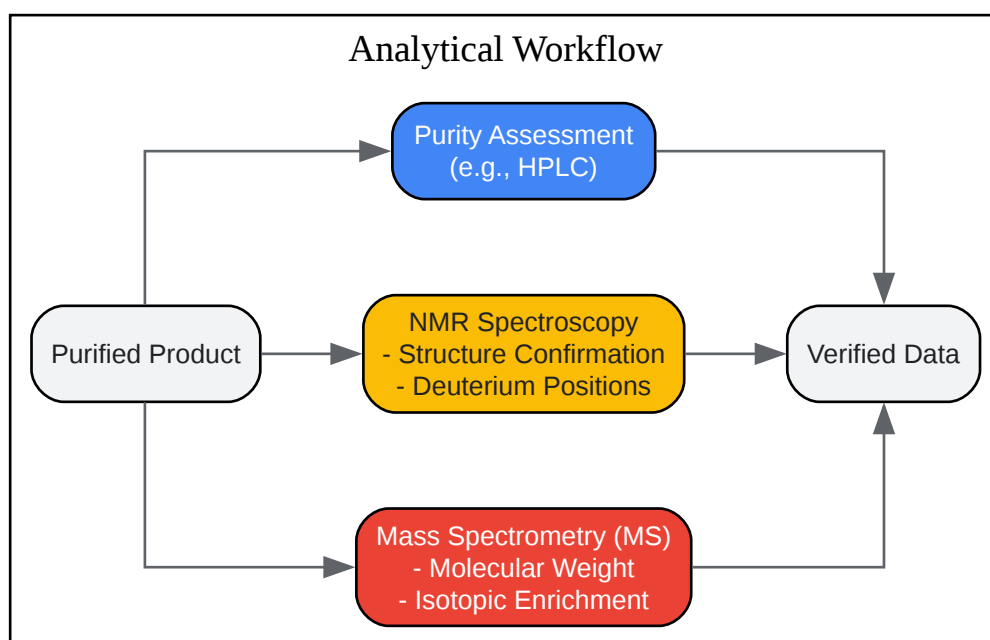 Analytical Workflow
Purity Assessment
(e.g., HPLC)
Purified Product
NMR Spectroscopy
- Structure Confirmation
- Deuterium Positions
Verified Data
Mass Spectrometry (MS)
- Molecular Weight
- Isotopic Enrichment